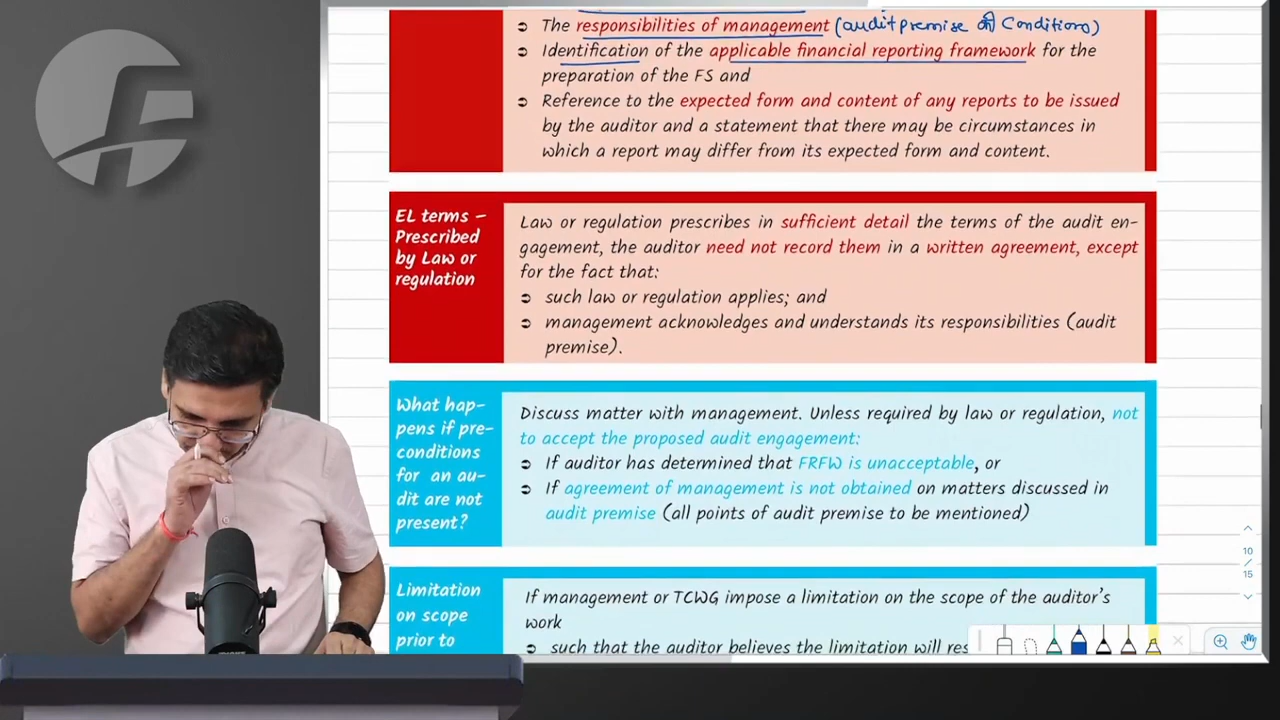 The responsibilities of management (audit premise Conditions)
Identification of the applicable financial reporting framework for the
preparation of the FS and
Reference to the expected form and content of any reports to be issued
by the auditor and a statement that there may be circumstances in
which a report may differ from its expected form and content.
EL terms –
Prescribed
by Law or
regulation
Law or regulation prescribes in sufficient detail the terms of the audit en-
gagement, the auditor need not record them in a written agreement, except
for the fact that:
such law or regulation applies; and
management acknowledges and understands its responsibilities (audit
premise).
What hap-
pens if pre-
conditions
for an au-
dit are not
present?
Discuss matter with management. Unless required by law or regulation, not
to accept the proposed audit engagement:
If auditor has determined that FRFW is unacceptable, or
If agreement of management is not obtained on matters discussed in
audit premise (all points of audit premise to be mentioned)
Limitation
on scope
prior to
If management or TCWG impose a limitation on the scope of the auditor's
work
such that the auditor believes the limitation will
10
/
15